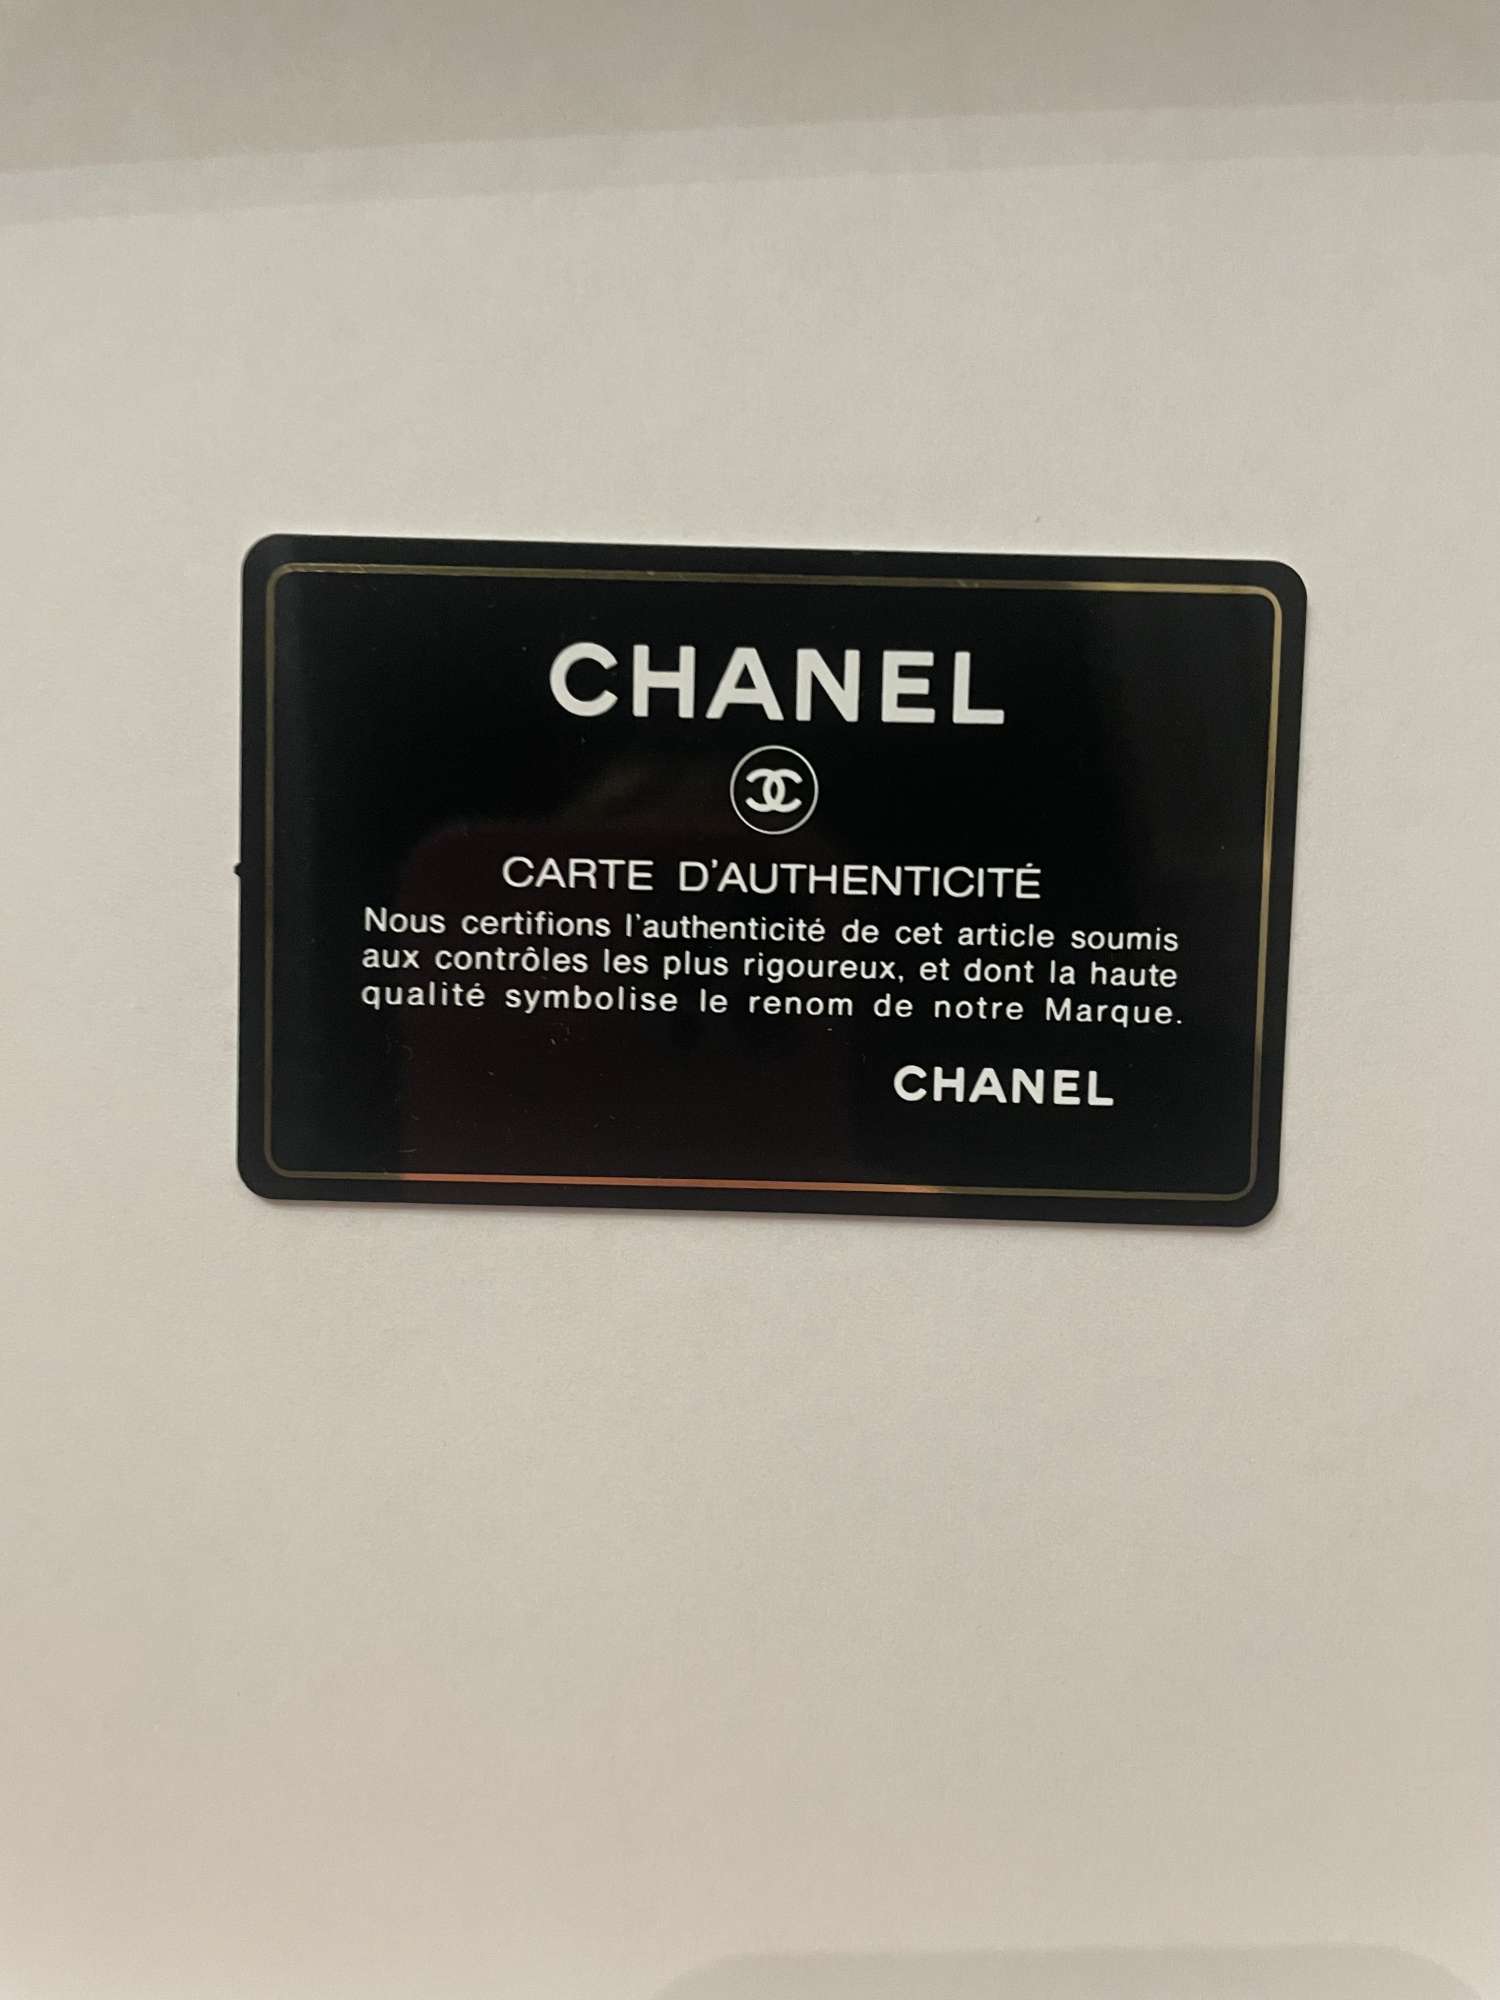 CHANEL
CARTE D'AUTHENTICITÉ
Nous certifions l'authenticité de cet article soumis
aux contrôles les plus rigoureux, et dont la haute
qualité symbolise le renom de notre Marque.
CHANEL